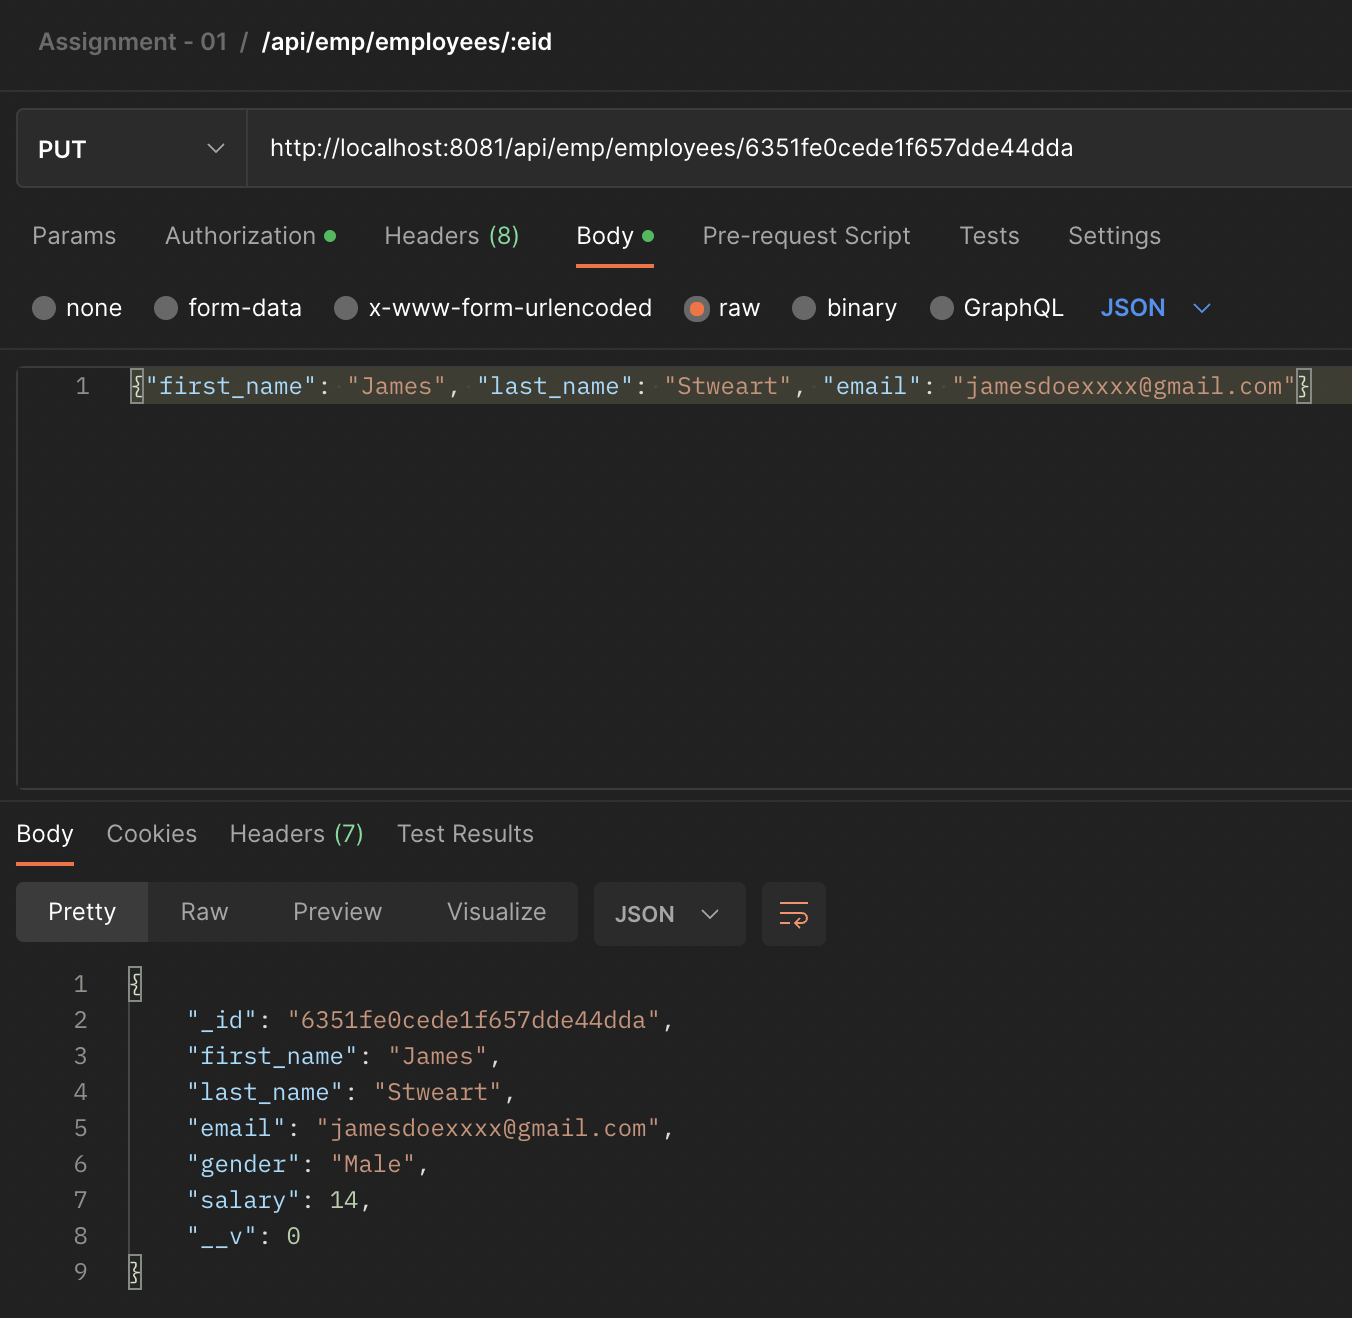 Assignment - 01 / /api/emp/employees/:eid
PUT http://localhost:8081/api/emp/employees/6351fe0cede1f657dde44dda
Params Authorization Headers (8) Body Pre-request Script Tests Settings
none form-data x-www-form-urlencoded raw binary GraphQL JSON
1 {"first_name": "James", "last_name": "Stweart", "email": "jamesdoexxxx@gmail.com"}
Body Cookies Headers (7) Test Results
Pretty Raw Preview Visualize JSON
1 {
2 "_id": "6351fe0cede1f657dde44dda",
3 "first_name": "James",
4 "last_name": "Stweart",
5 "email": "jamesdoexxxx@gmail.com",
6 "gender": "Male",
7 "salary": 14,
8 "__v": 0
9 }